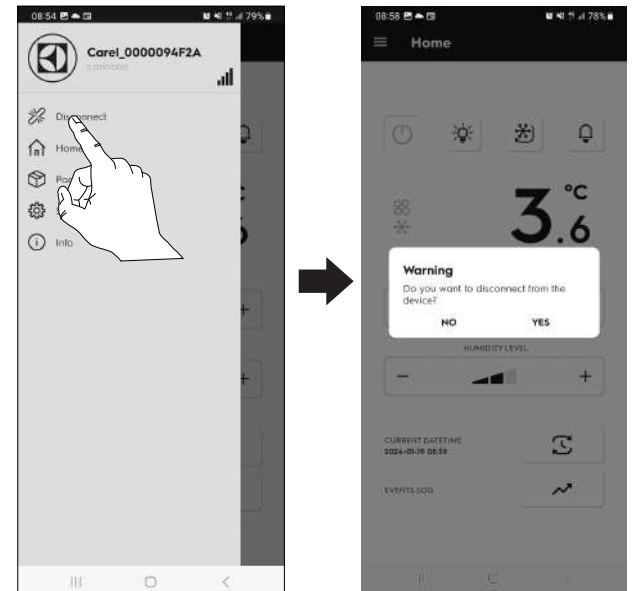 08:54 79%
Carel_0000094F2A
controller
Disconnect
Home
Info
08:58 78%
Home
3.6 °C
Warning
Do you want to disconnect from the
device?
NO YES
HUMIDITY LEVEL
- +
CURRENT DATETIME
2024-01-19 08:59
EVENTS LOG